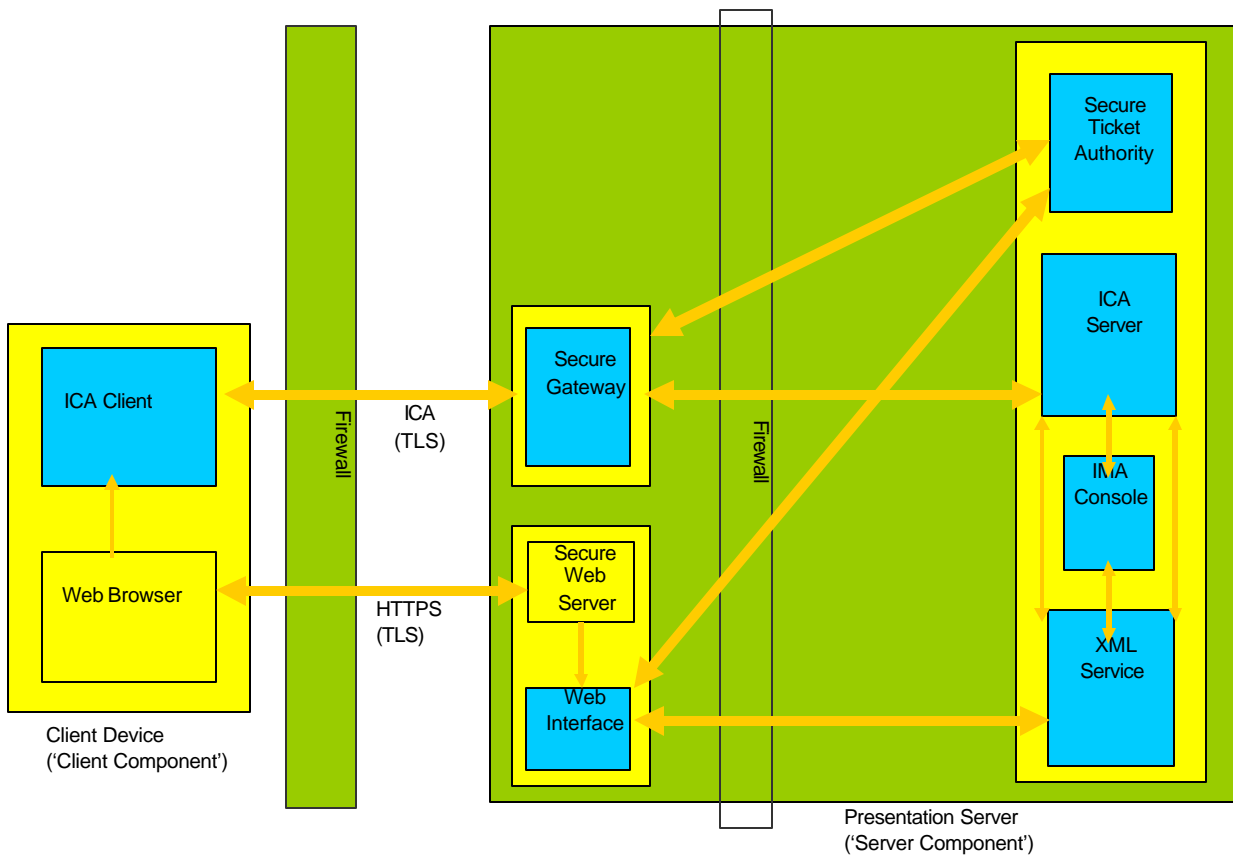 Secure
Ticket
Authority
ICA
Server
Secure
Gateway
ICA Client
ICA
(TLS)
Firewall
Firewall
IMA
Console
Secure
Web
Server
Web Browser
HTTPS
(TLS)
XML
Service
Web
Interface
Client Device
(‘Client Component’)
Presentation Server
(‘Server Component’)